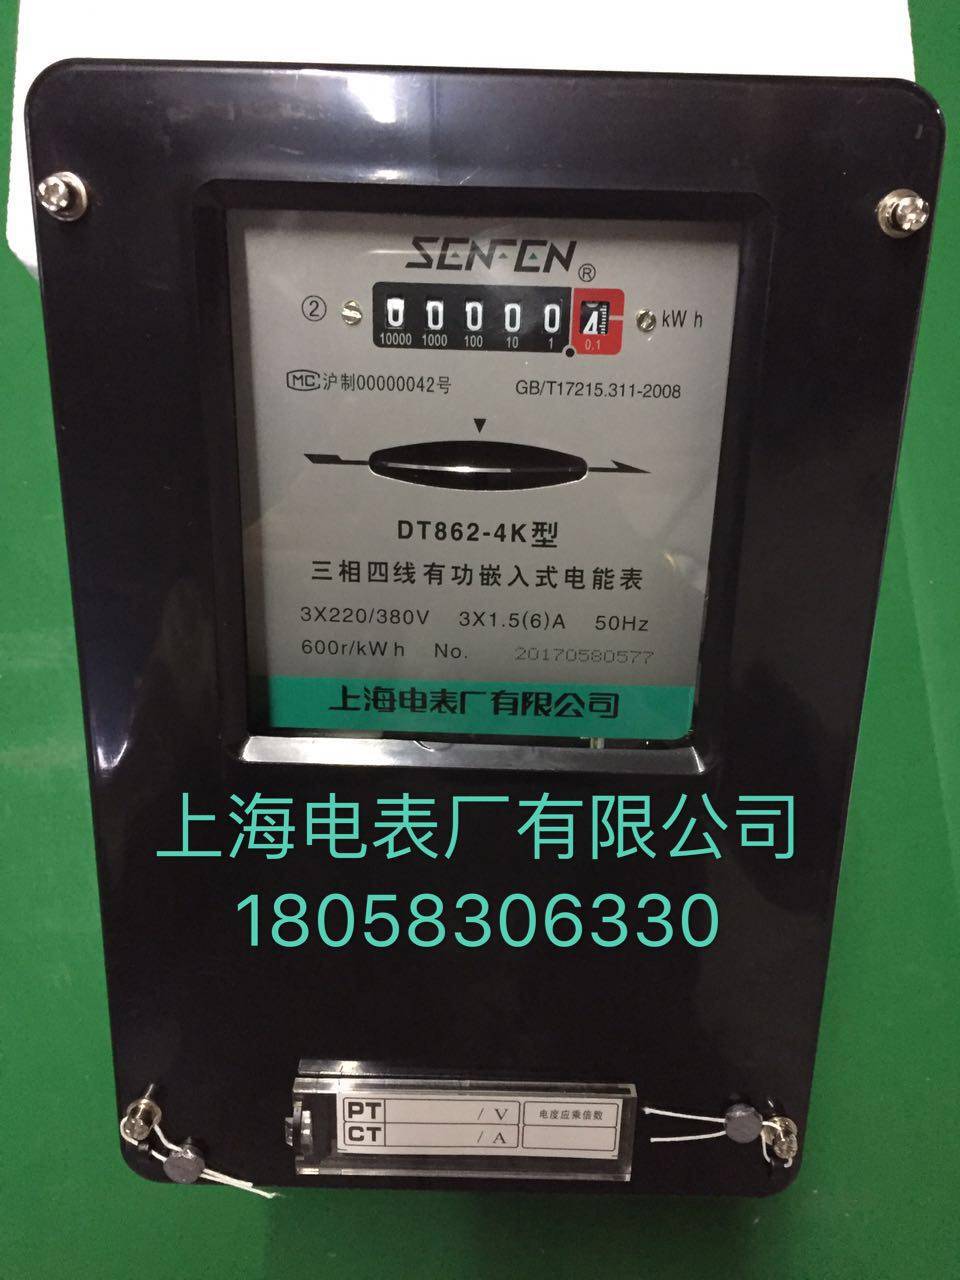 SENFEN®
② 0 0 0 0 0 4 kW h
10000 1000 100 10 1 0.1
MC 沪制00000042号 GB/T17215.311-2008
DT862-4K型
三相四线有功嵌入式电能表
3X220/380V 3X1.5(6)A 50Hz
600r/kWh No. 20170580577
上海电表厂有限公司
上海电表厂有限公司
18058306330
PT / V 电度应乘倍数
CT / A